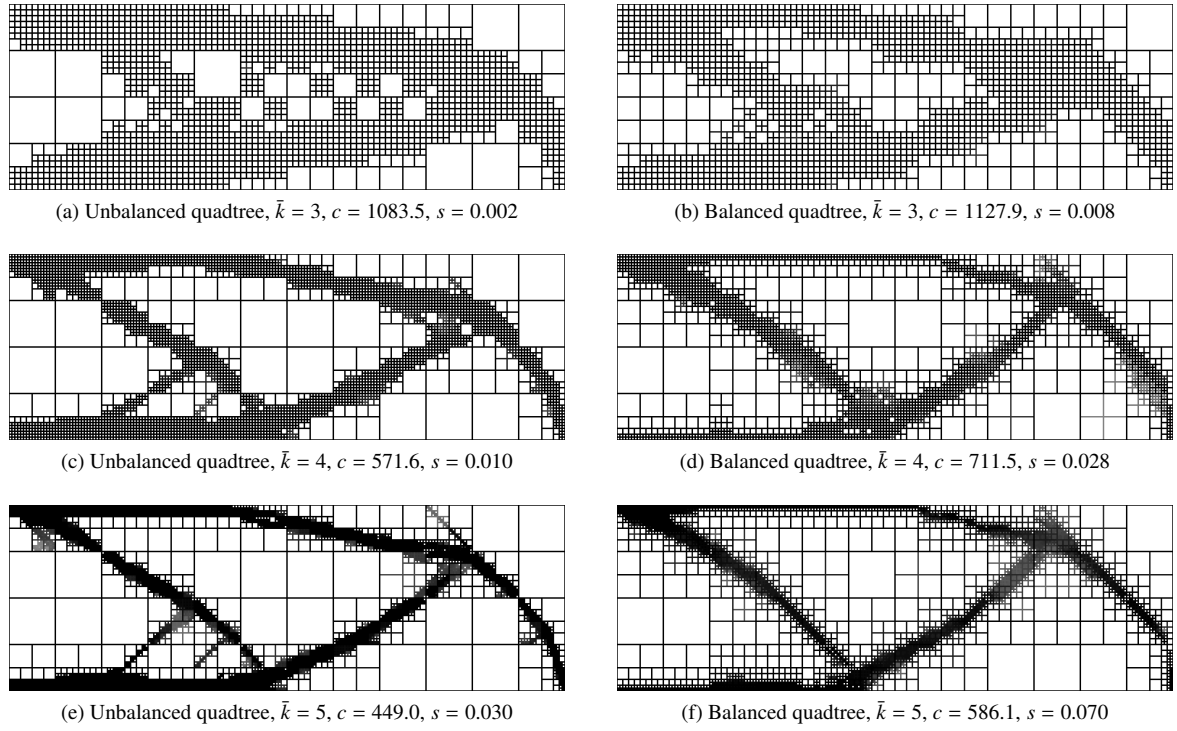 (a) Unbalanced quadtree, k̄ = 3, c = 1083.5, s = 0.002
(b) Balanced quadtree, k̄ = 3, c = 1127.9, s = 0.008
(c) Unbalanced quadtree, k̄ = 4, c = 571.6, s = 0.010
(d) Balanced quadtree, k̄ = 4, c = 711.5, s = 0.028
(e) Unbalanced quadtree, k̄ = 5, c = 449.0, s = 0.030
(f) Balanced quadtree, k̄ = 5, c = 586.1, s = 0.070